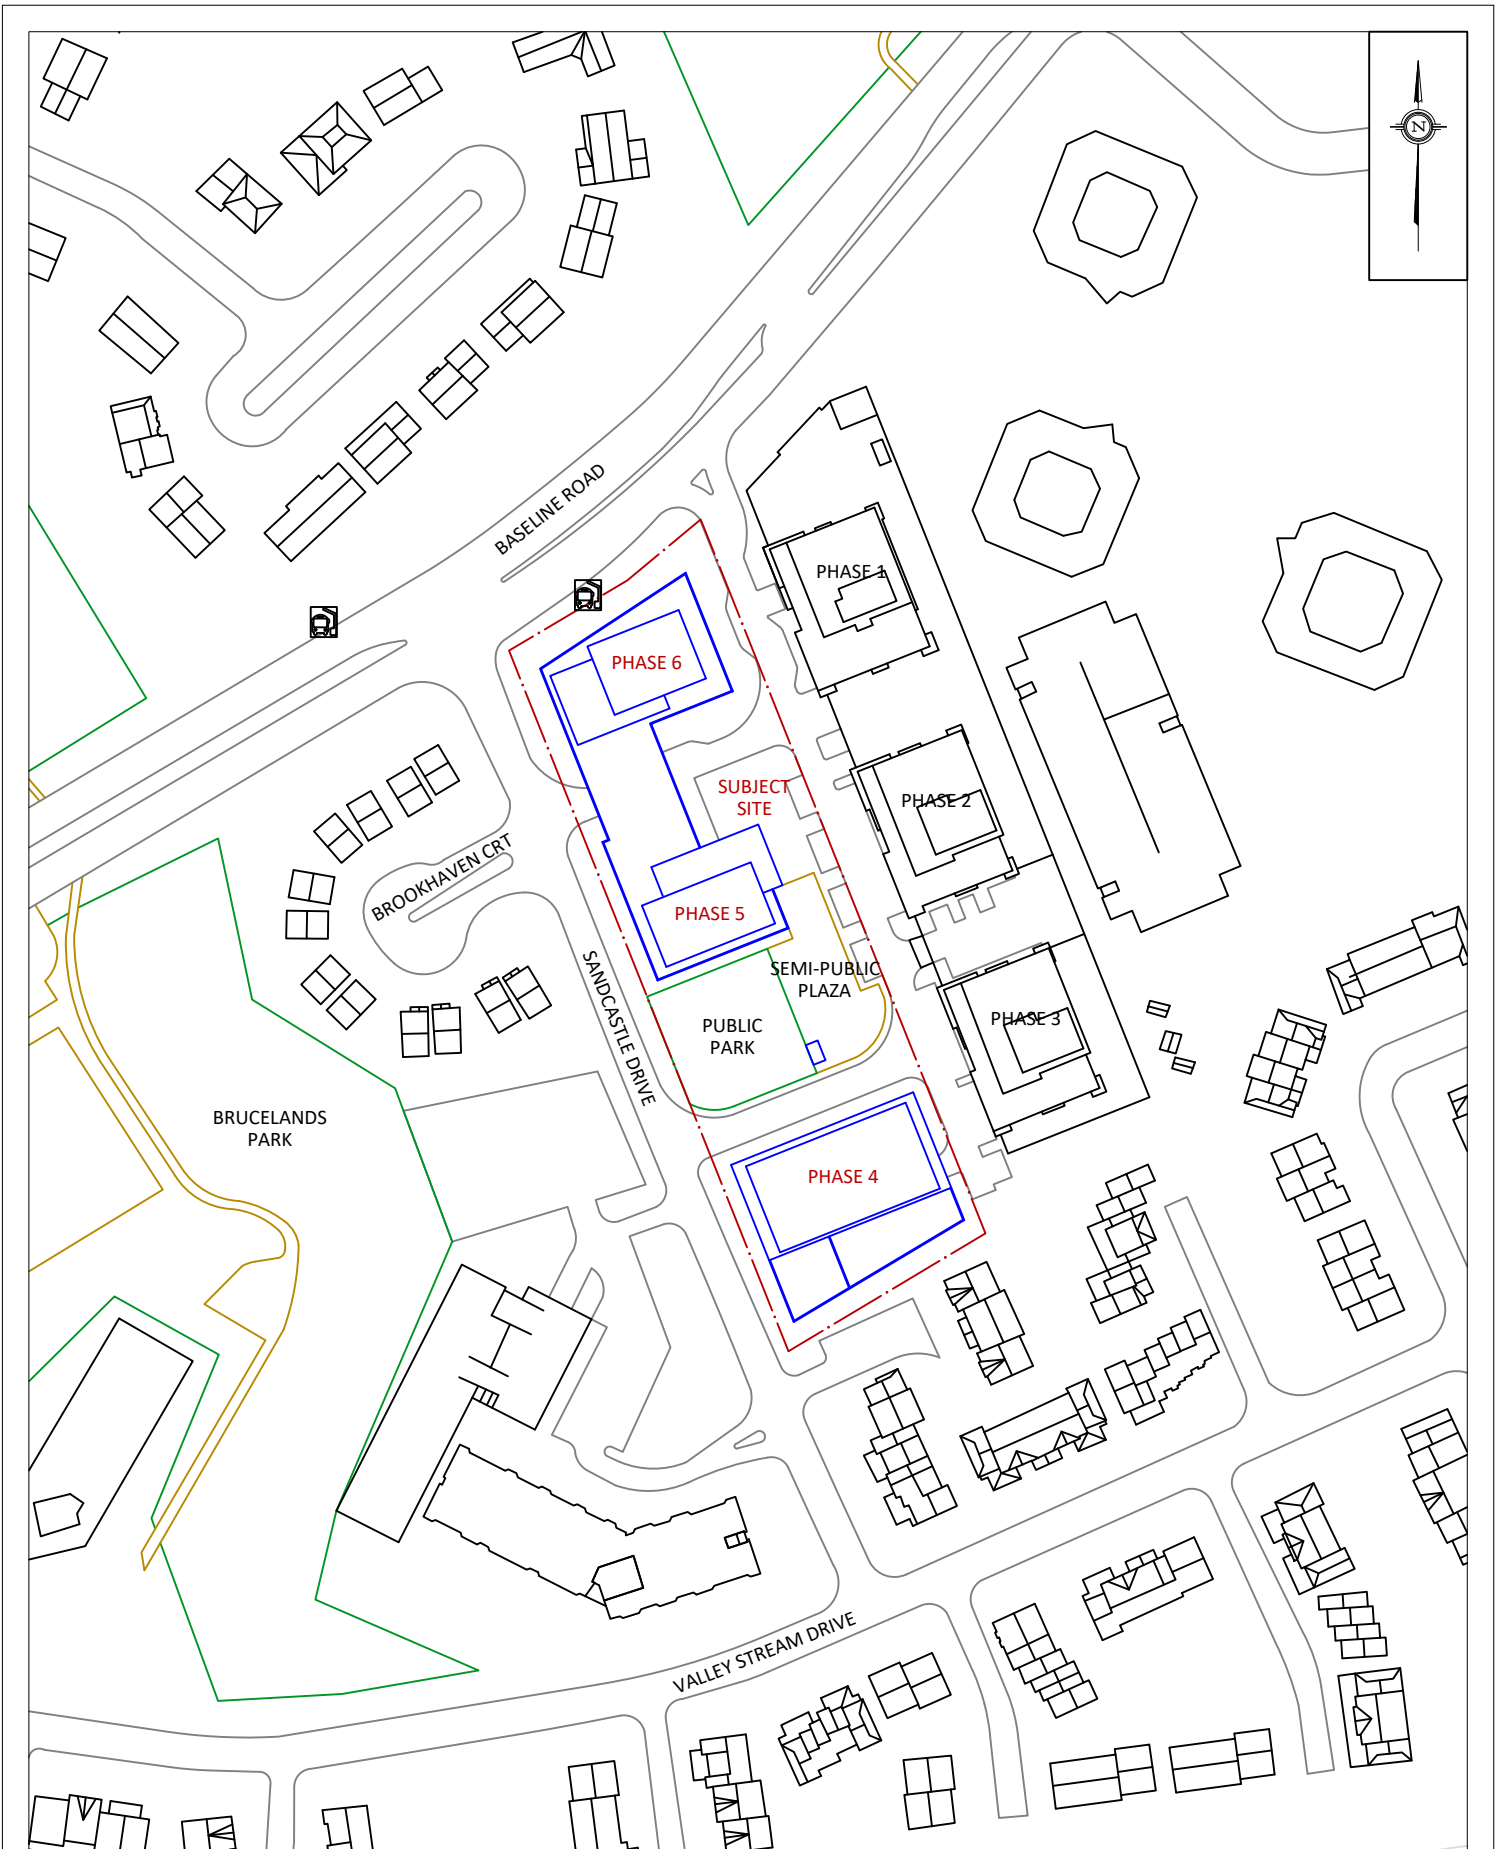 N
BASELINE ROAD
PHASE 1
PHASE 6
SUBJECT
SITE
PHASE 2
BROOKHAVEN CRT
PHASE 5
SANDCASTLE DRIVE
SEMI-PUBLIC
PLAZA
PUBLIC
PARK
PHASE 3
BRUCELANDS
PARK
PHASE 4
VALLEY STREAM DRIVE